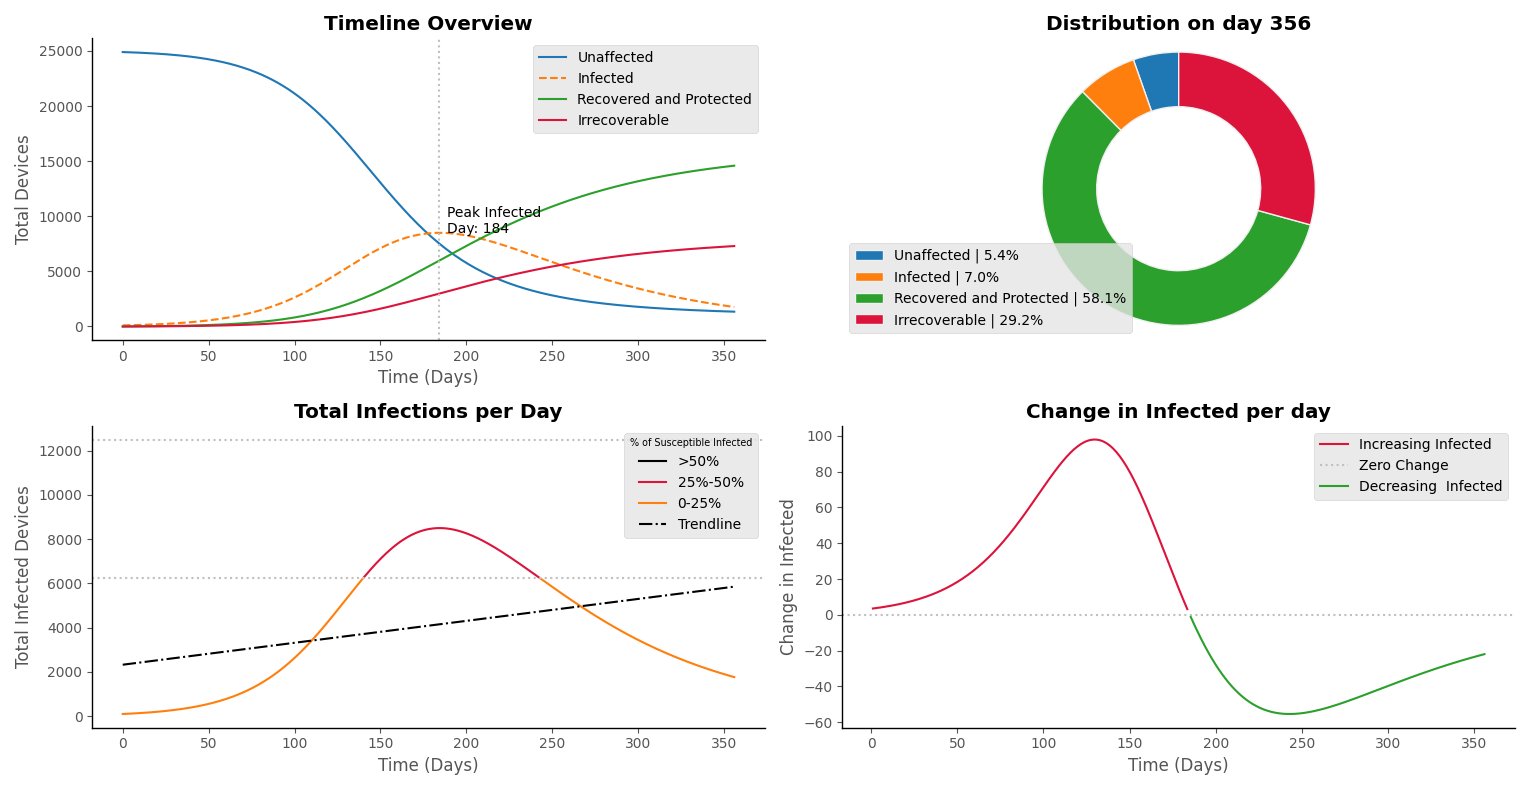 Timeline Overview
Total Devices
25000
20000
15000
10000
5000
0
Unaffected
Infected
Recovered and Protected
Irrecoverable
Peak Infected
Day: 184
0 50 100 150 200 250 300 350
Time (Days)
Distribution on day 356
Unaffected | 5.4%
Infected | 7.0%
Recovered and Protected | 58.1%
Irrecoverable | 29.2%
Total Infections per Day
Total Infected Devices
12000
10000
8000
6000
4000
2000
0
% of Susceptible Infected
>50%
25%-50%
0-25%
Trendline
0 50 100 150 200 250 300 350
Time (Days)
Change in Infected per day
Change in Infected
100
80
60
40
20
0
−20
−40
−60
Increasing Infected
Zero Change
Decreasing  Infected
0 50 100 150 200 250 300 350
Time (Days)